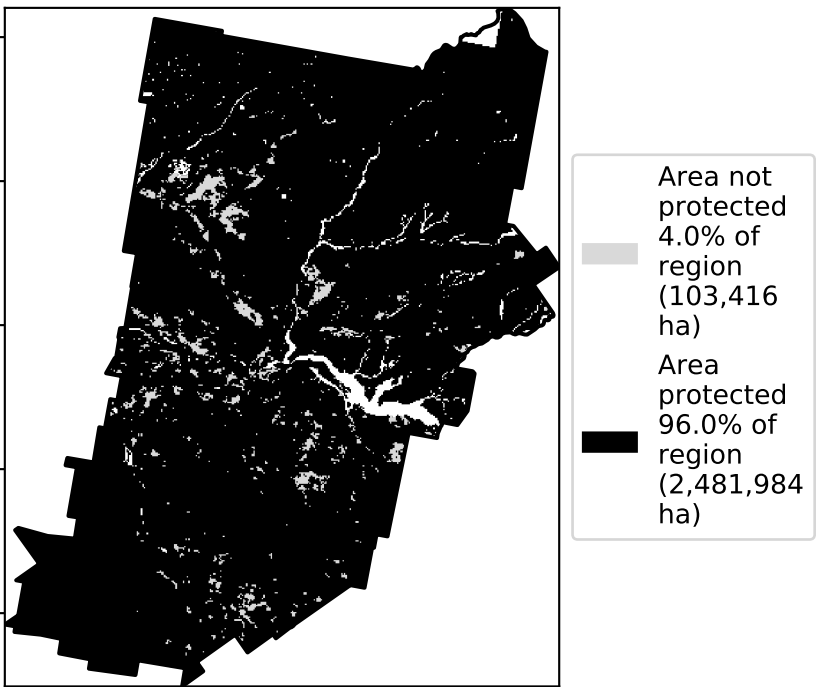 Area not
protected
4.0% of
region
(103,416
ha)
Area
protected
96.0% of
region
(2,481,984
ha)